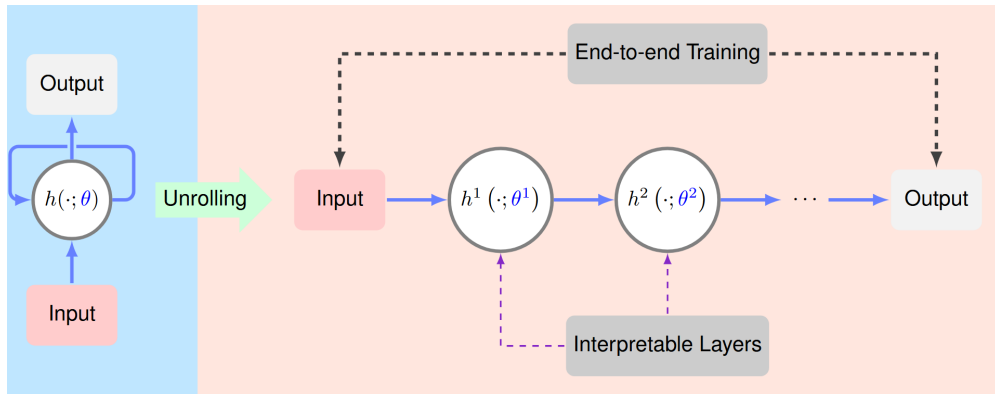 Output
h(·;θ)
Input
Unrolling
End-to-end Training
Input
h¹ (·;θ¹)
h² (·;θ²)
···
Output
Interpretable Layers